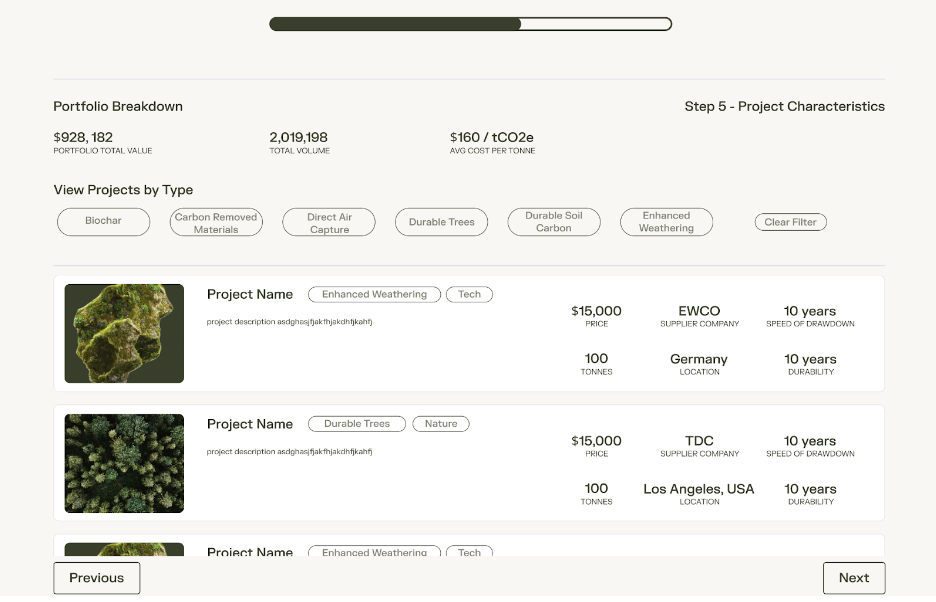 Portfolio Breakdown
Step 5 - Project Characteristics
$928, 182
2,019,198
$160 / tCO2e
PORTFOLIO TOTAL VALUE
TOTAL VOLUME
AVG COST PER TONNE
View Projects by Type
Biochar
Carbon Removed
Materials
Direct Air
Capture
Durable Trees
Durable Soil
Carbon
Enhanced
Weathering
Clear Filter
Project Name
Enhanced Weathering
Tech
project description asdghasjfjakfhjakdhfjkahfj
$15,000
PRICE
EWCO
SUPPLIER COMPANY
10 years
SPEED OF DRAWDOWN
100
TONNES
Germany
LOCATION
10 years
DURABILITY
Project Name
Durable Trees
Nature
project description asdasjfjakfhjakdhfjkahfj
$15,000
PRICE
TDC
SUPPLIER COMPANY
10 years
SPEED OF DRAWDOWN
100
TONNES
Los Angeles, USA
LOCATION
10 years
DURABILITY
Project Name
Enhanced Weathering
Tech
Previous
Next